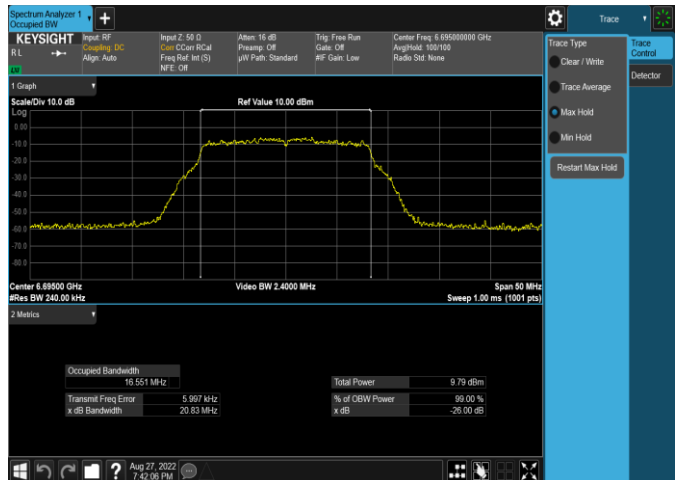 Spectrum Analyzer 1
Occupied BW
Trace
KEYSIGHT
RL
Input: RF
Coupling: DC
Align: Auto
Input Z: 50 Ω
Corr CCorr RCal
Freq Ref: Int (S)
NFE: Off
Atten: 16 dB
Preamp: Off
µW Path: Standard
Trig: Free Run
Gate: Off
#IF Gain: Low
Center Freq: 6.695000000 GHz
Avg|Hold: 100/100
Radio Std: None
Trace Type
Clear / Write
Trace Average
Max Hold
Min Hold
Restart Max Hold
Trace Control
Detector
1 Graph
Scale/Div 10.0 dB
Ref Value 10.00 dBm
Log
0.00
-10.0
-20.0
-30.0
-40.0
-50.0
-60.0
-70.0
-80.0
Center 6.69500 GHz
Video BW 2.4000 MHz
Span 50 MHz
#Res BW 240.00 kHz
Sweep 1.00 ms (1001 pts)
2 Metrics
Occupied Bandwidth
16.551 MHz
Total Power 9.79 dBm
Transmit Freq Error 5.997 kHz
% of OBW Power 99.00 %
x dB Bandwidth 20.83 MHz
x dB -26.00 dB
?
Aug 27, 2022
7:42:06 PM